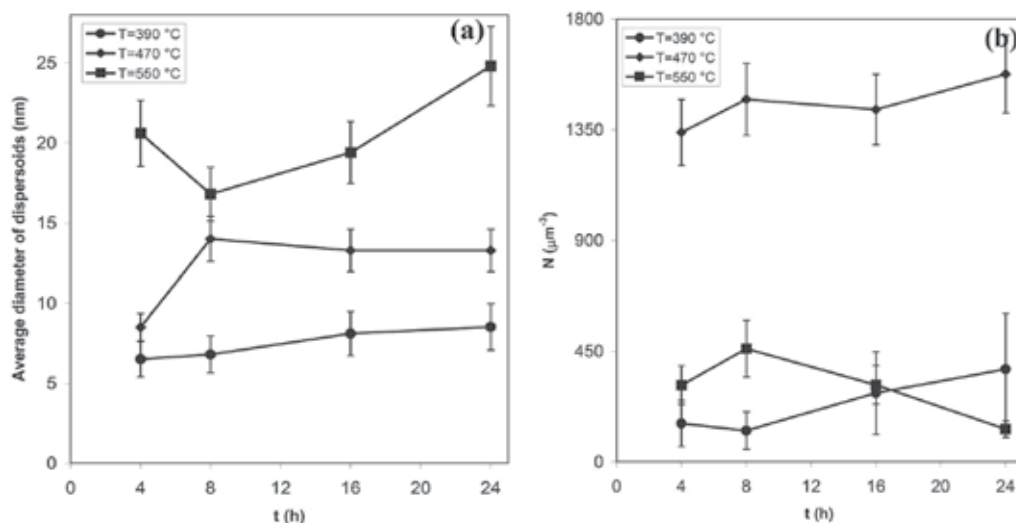 (a)
T=390 °C
T=470 °C
T=550 °C
Average diameter of dispersoids (nm)
25
20
15
10
5
0
0 4 8 12 16 20 24
t (h)
(b)
T=390 °C
T=470 °C
T=550 °C
N (μm⁻³)
1800
1350
900
450
0
0 4 8 12 16 20 24
t (h)